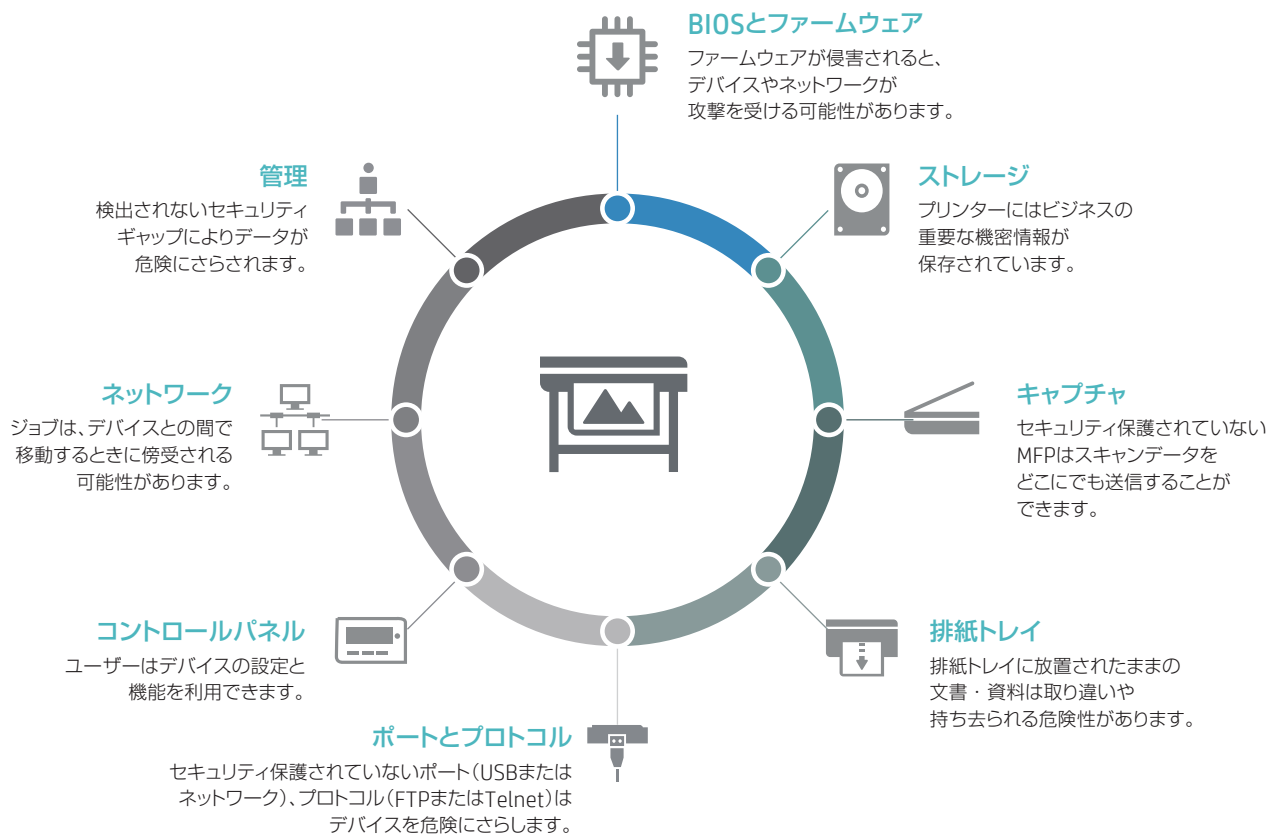 BIOSとファームウェア
ファームウェアが侵害されると、
デバイスやネットワークが
攻撃を受ける可能性があります。
ストレージ
プリンターにはビジネスの
重要な機密情報が
保存されています。
キャプチャ
セキュリティ保護されていない
MFPはスキャンデータを
どこにでも送信することが
できます。
排紙トレイ
排紙トレイに放置されたままの
文書・資料は取り違いや
持ち去られる危険性があります。
ポートとプロトコル
セキュリティ保護されていないポート（USBまたは
ネットワーク）、プロトコル（FTPまたはTelnet）は
デバイスを危険にさらします。
コントロールパネル
ユーザーはデバイスの設定と
機能を利用できます。
ネットワーク
ジョブは、デバイスとの間で
移動するときに傍受される
可能性があります。
管理
検出されないセキュリティ
ギャップによりデータが
危険にさらされます。